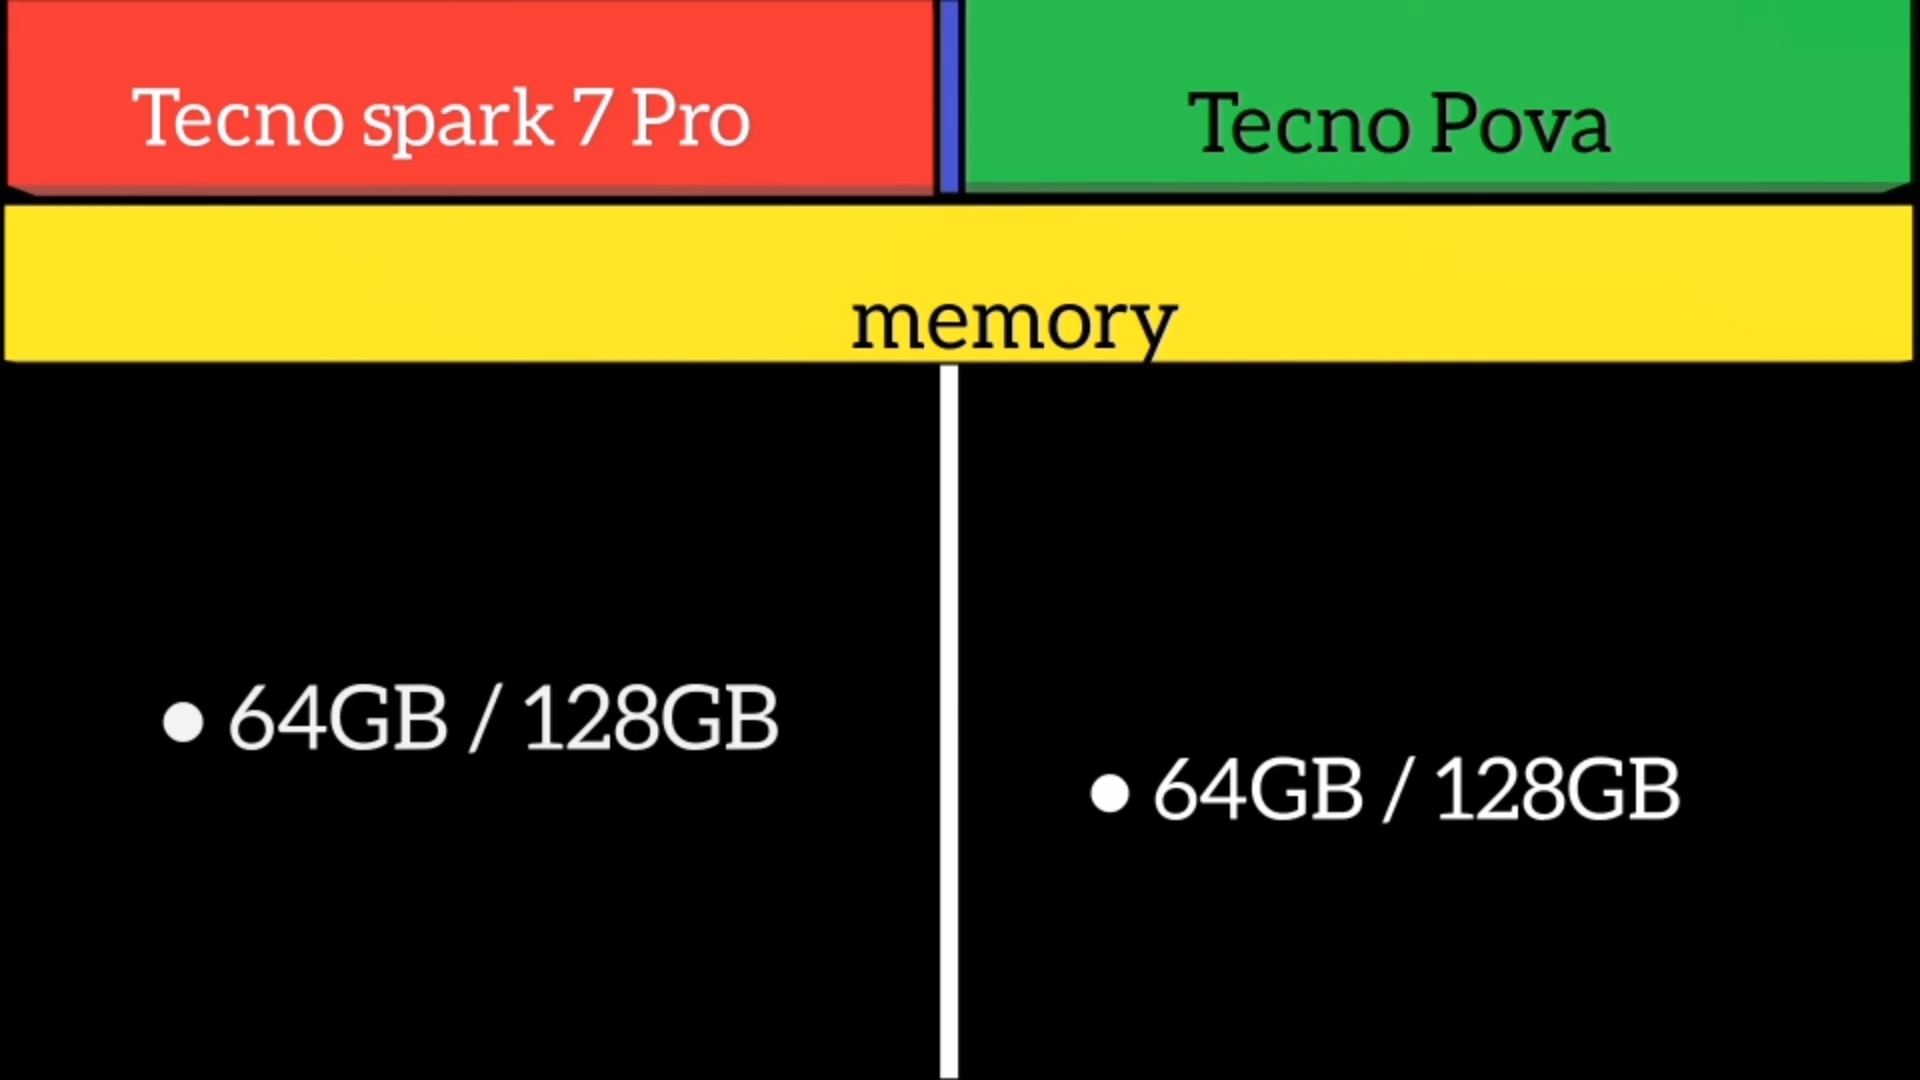 Tecno spark 7 Pro
Tecno Pova
memory
● 64GB / 128GB
● 64GB / 128GB